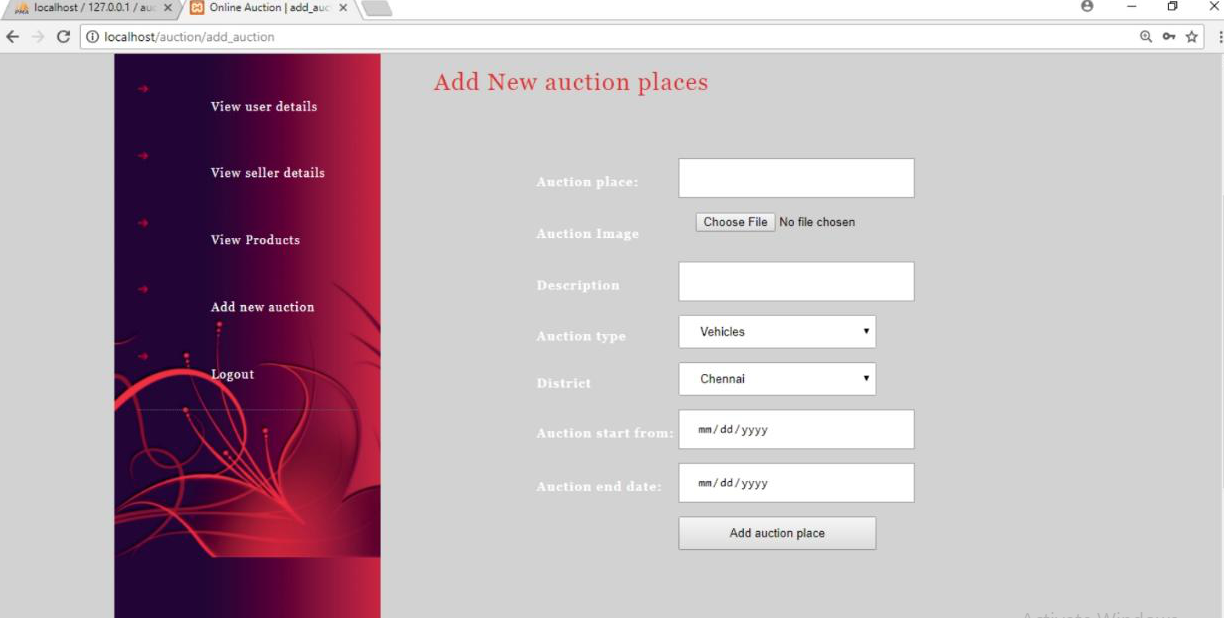 localhost / 127.0.0.1 / auc
Online Auction | add_auc
localhost/auction/add_auction
Add New auction places
View user details
View seller details
View Products
Add new auction
Logout
Auction place:
Auction Image
Choose File No file chosen
Description
Auction type
Vehicles
District
Chennai
Auction start from:
mm/dd/yyyy
Auction end date:
mm/dd/yyyy
Add auction place
Activate Windows